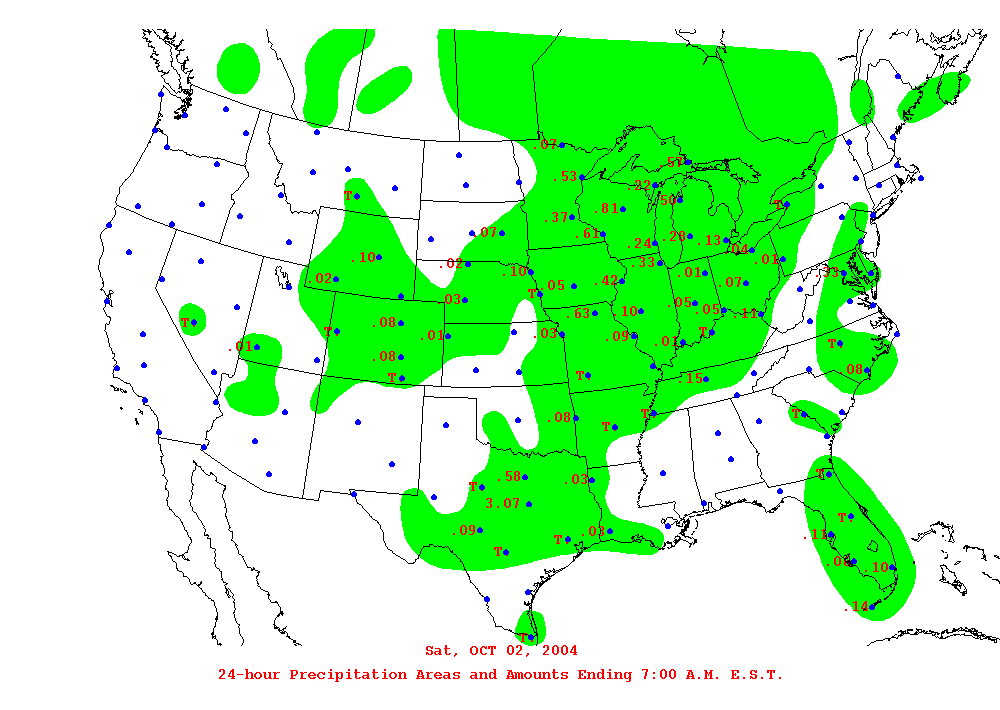 .07
.57
.53
.22
.50
T
.81
T
.37
.07
.61
.24
.28
.13
.04
.10
.02
.33
.01
.02
.10
.01
.33
.42
.07
.05
T
.03
.05
.05
.63
.10
.11
T
.08
T
.01
.03
.09
T
.01
.01
T
.08
T
T
.15
.08
T
.08
T
T
.58
T
.03
T
3.07
T
.09
.03
.11
T
T
.06
.10
.14
T
Sat, OCT 02, 2004
24-hour Precipitation Areas and Amounts Ending 7:00 A.M. E.S.T.